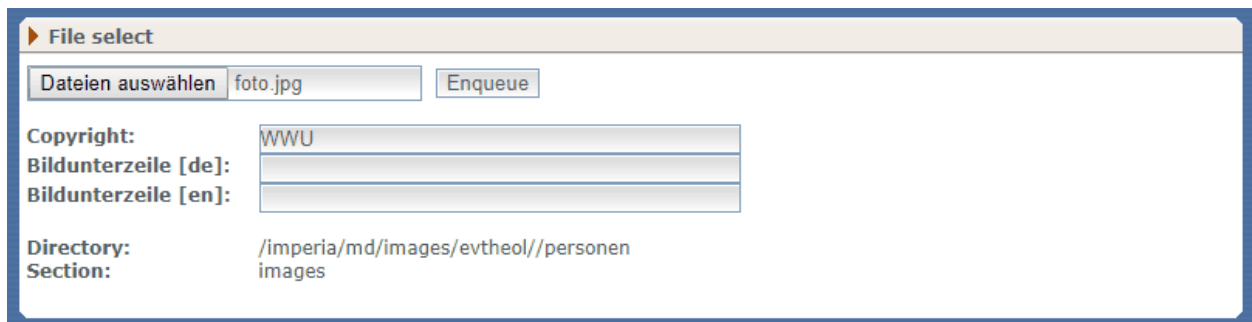 File select
Dateien auswählen foto.jpg Enqueue
Copyright: WWU
Bildunterzeile [de]:
Bildunterzeile [en]:
Directory: /imperia/md/images/evtheol//personen
Section: images